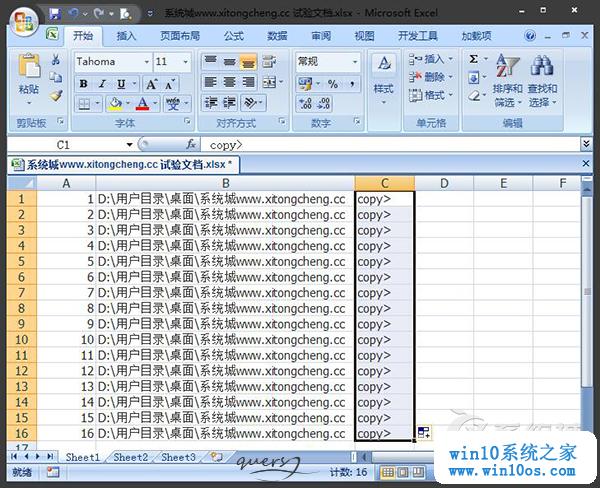 系统城www.xitongcheng.cc 试验文档.xlsx - Microsoft Excel
开始 插入 页面布局 公式 数据 审阅 视图 开发工具 加载项
粘贴
剪贴板
Tahoma 11
B I U
A A
wén 文
字体
对齐方式
常规
%
数字
A
样式
插入
删除
格式
单元格
Σ
排序和筛选
查找和选择
编辑
C1 fx copy>
系统城www.xitongcheng.cc 试验文档.xlsx *
A B C D E F
1 1 D:\用户目录\桌面\系统城www.xitongcheng.cc copy>
2 2 D:\用户目录\桌面\系统城www.xitongcheng.cc copy>
3 3 D:\用户目录\桌面\系统城www.xitongcheng.cc copy>
4 4 D:\用户目录\桌面\系统城www.xitongcheng.cc copy>
5 5 D:\用户目录\桌面\系统城www.xitongcheng.cc copy>
6 6 D:\用户目录\桌面\系统城www.xitongcheng.cc copy>
7 7 D:\用户目录\桌面\系统城www.xitongcheng.cc copy>
8 8 D:\用户目录\桌面\系统城www.xitongcheng.cc copy>
9 9 D:\用户目录\桌面\系统城www.xitongcheng.cc copy>
10 10 D:\用户目录\桌面\系统城www.xitongcheng.cc copy>
11 11 D:\用户目录\桌面\系统城www.xitongcheng.cc copy>
12 12 D:\用户目录\桌面\系统城www.xitongcheng.cc copy>
13 13 D:\用户目录\桌面\系统城www.xitongcheng.cc copy>
14 14 D:\用户目录\桌面\系统城www.xitongcheng.cc copy>
15 15 D:\用户目录\桌面\系统城www.xitongcheng.cc copy>
16 16 D:\用户目录\桌面\系统城www.xitongcheng.cc copy>
17
Sheet1 Sheet2 Sheet3
就绪
计数: 16
win10系统之家
www.win10os.com